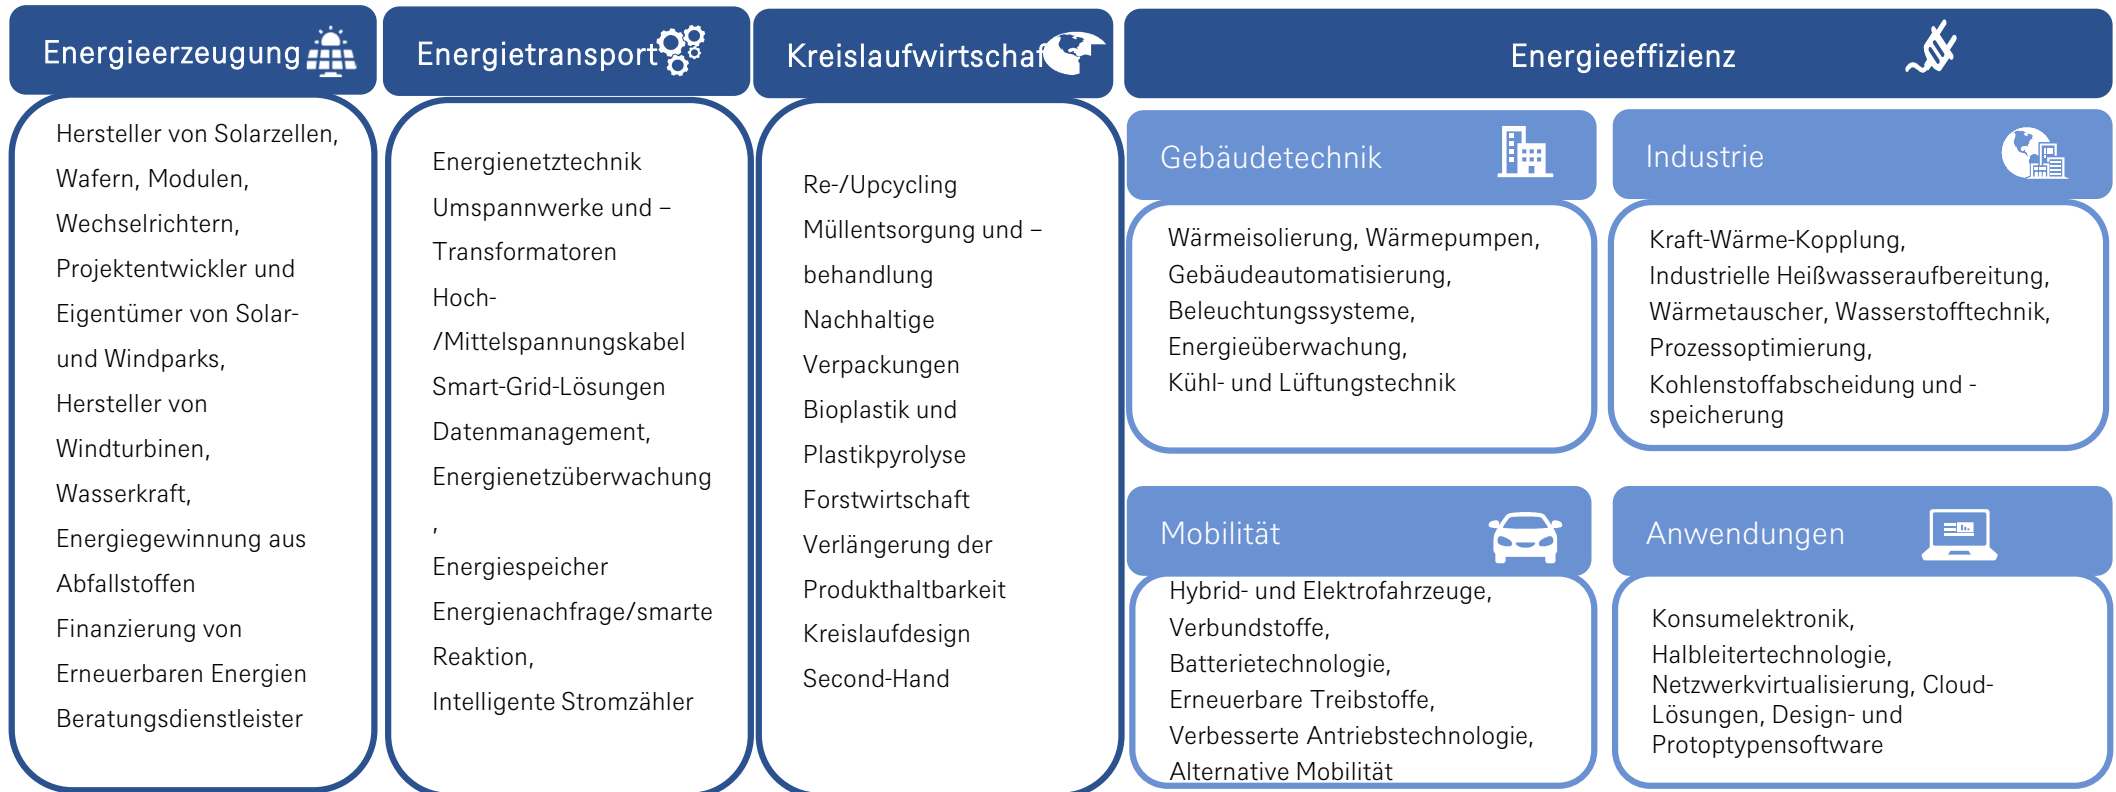 Energieerzeugung
Hersteller von Solarzellen,
Wafern, Modulen,
Wechselrichtern,
Projektentwickler und
Eigentümer von Solar-
und Windparks,
Hersteller von
Windturbinen,
Wasserkraft,
Energiegewinnung aus
Abfallstoffen
Finanzierung von
Erneuerbaren Energien
Beratungsdienstleister
Energietransport
Energienetztechnik
Umspannwerke und –
Transformatoren
Hoch-
/Mittelspannungskabel
Smart-Grid-Lösungen
Datenmanagement,
Energienetzüberwachung
,
Energiespeicher
Energienachfrage/smarte
Reaktion,
Intelligente Stromzähler
Kreislaufwirtschaf
Re-/Upcycling
Müllentsorgung und –
behandlung
Nachhaltige
Verpackungen
Bioplastik und
Plastikpyrolyse
Forstwirtschaft
Verlängerung der
Produkthaltbarkeit
Kreislaufdesign
Second-Hand
Energieeffizienz
Gebäudetechnik
Wärmeisolierung, Wärmepumpen,
Gebäudeautomatisierung,
Beleuchtungssysteme,
Energieüberwachung,
Kühl- und Lüftungstechnik
Industrie
Kraft-Wärme-Kopplung,
Industrielle Heißwasseraufbereitung,
Wärmetauscher, Wasserstofftechnik,
Prozessoptimierung,
Kohlenstoffabscheidung und -
speicherung
Mobilität
Hybrid- und Elektrofahrzeuge,
Verbundstoffe,
Batterietechnologie,
Erneuerbare Treibstoffe,
Verbesserte Antriebstechnologie,
Alternative Mobilität
Anwendungen
Konsumelektronik,
Halbleitertechnologie,
Netzwerkvirtualisierung, Cloud-
Lösungen, Design- und
Protoptypensoftware